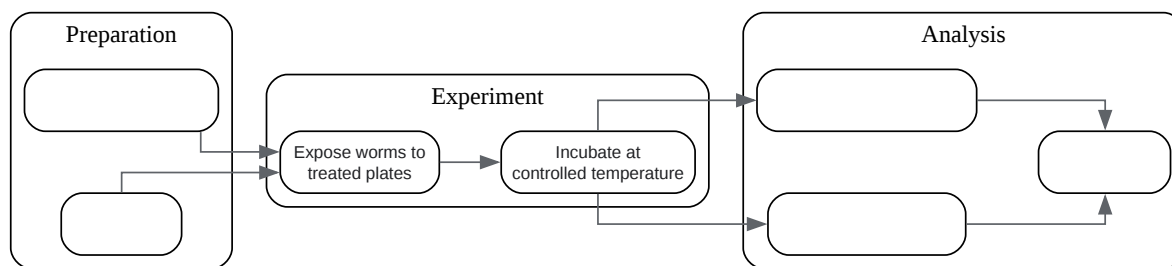 Preparation
Experiment
Expose worms to
treated plates
Incubate at
controlled temperature
Analysis